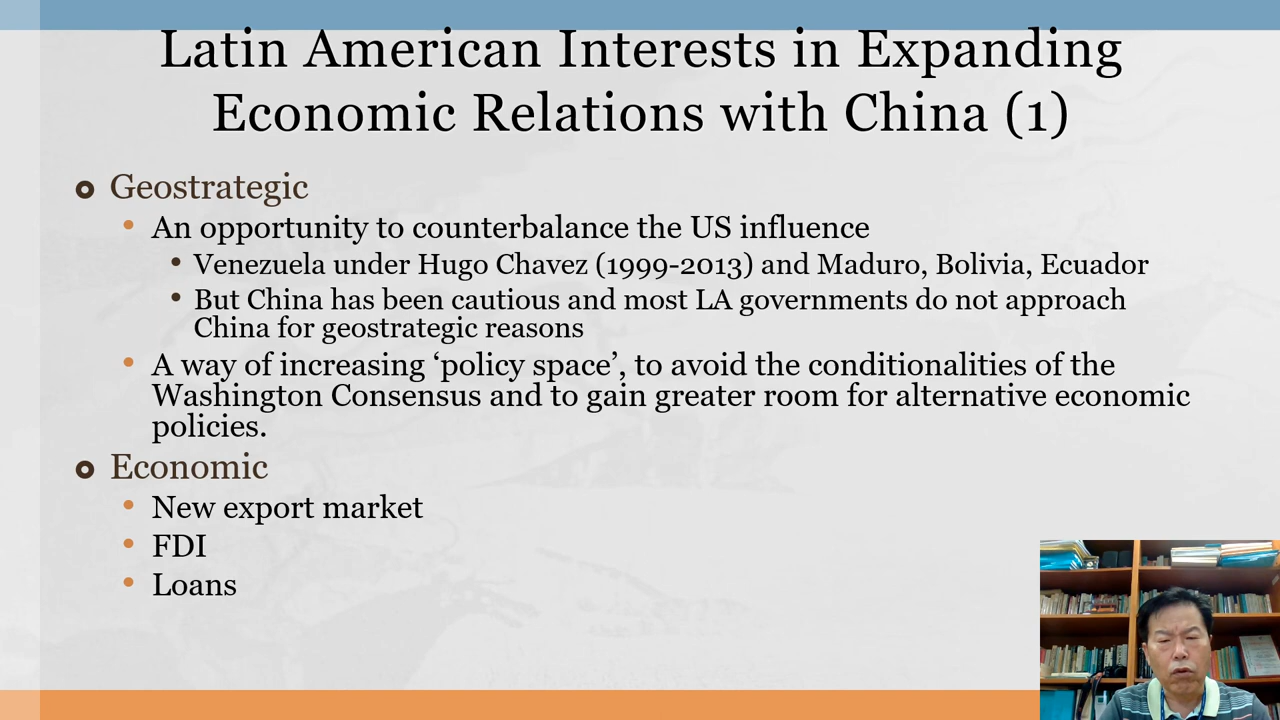 Latin American Interests in Expanding
Economic Relations with China (1)
Geostrategic
An opportunity to counterbalance the US influence
Venezuela under Hugo Chavez (1999-2013) and Maduro, Bolivia, Ecuador
But China has been cautious and most LA governments do not approach
China for geostrategic reasons
A way of increasing ‘policy space’, to avoid the conditionalities of the
Washington Consensus and to gain greater room for alternative economic
policies.
Economic
New export market
FDI
Loans